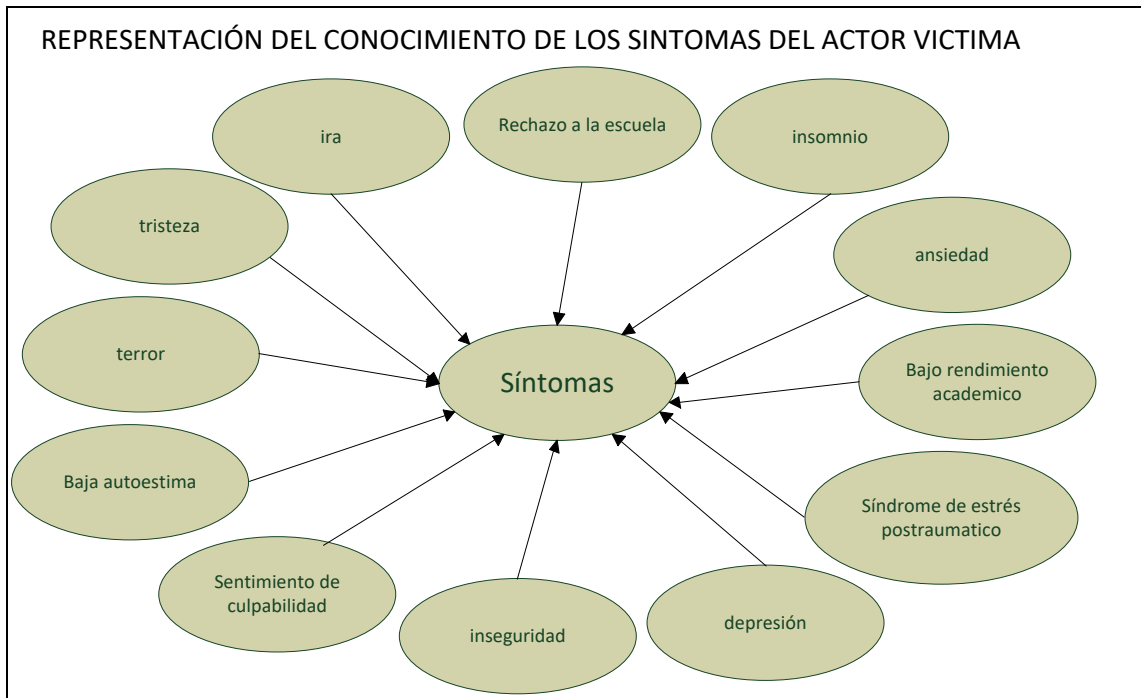 REPRESENTACIÓN DEL CONOCIMIENTO DE LOS SINTOMAS DEL ACTOR VICTIMA
ira
Rechazo a la escuela
insomnio
tristeza
ansiedad
terror
Síntomas
Bajo rendimiento
academico
Baja autoestima
Síndrome de estrés
postraumatico
Sentimiento de
culpabilidad
inseguridad
depresión